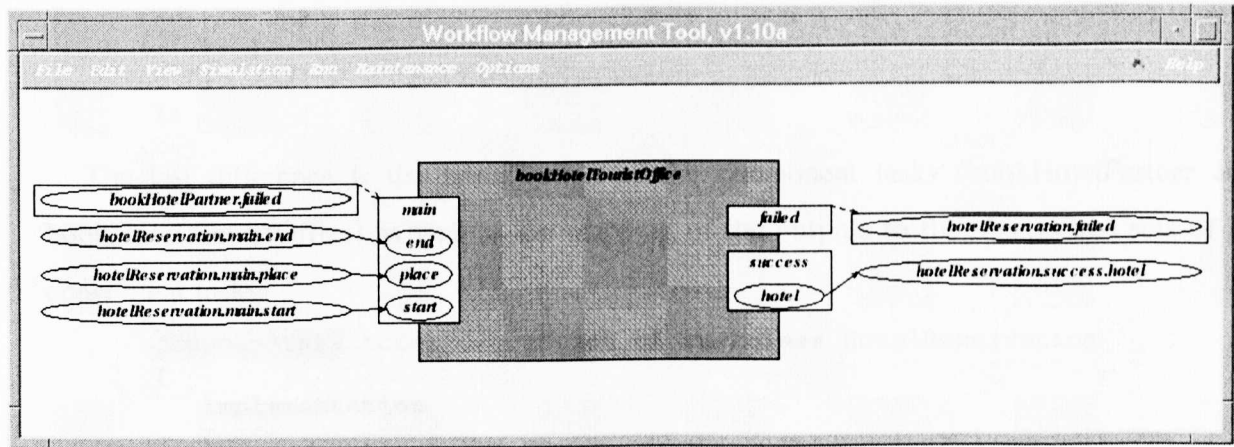 Workflow Management Tool, v1.10a
File Edit View Simulation Run Maintenance Options Help
bookHotelTouristOffice
bookHotelPartner.failed
main
hotelReservation.main.end
end
hotelReservation.main.place
place
hotelReservation.main.start
start
failed
hotelReservation.failed
success
hotelReservation.success.hotel
hotel
implementation